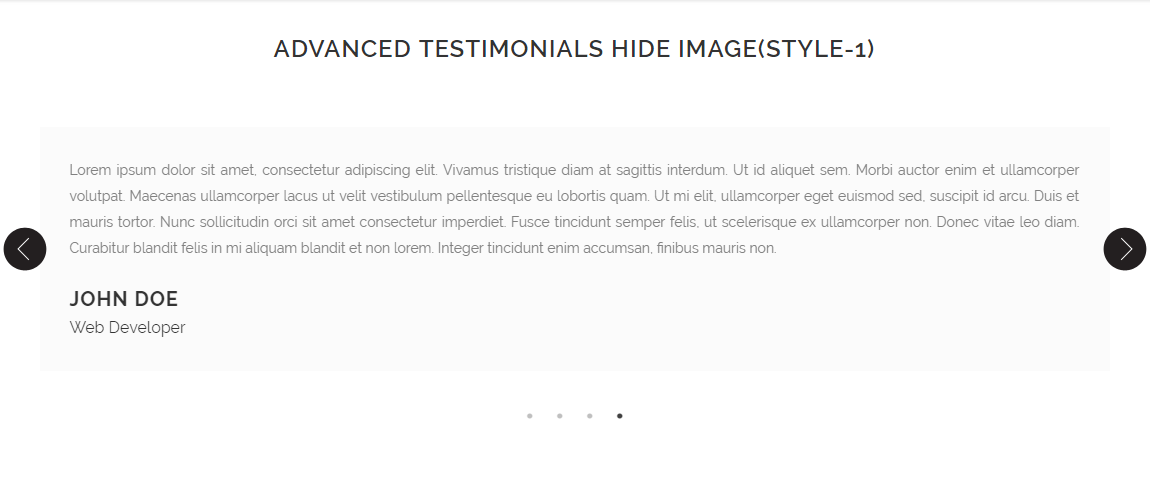 ADVANCED TESTIMONIALS HIDE IMAGE(STYLE-1)
Lorem ipsum dolor sit amet, consectetur adipiscing elit. Vivamus tristique diam at sagittis interdum. Ut id aliquet sem. Morbi auctor enim et ullamcorper
volutpat. Maecenas ullamcorper lacus ut velit vestibulum pellentesque eu lobortis quam. Ut mi elit, ullamcorper eget euismod sed, suscipit id arcu. Duis et
mauris tortor. Nunc sollicitudin orci sit amet consectetur imperdiet. Fusce tincidunt semper felis, ut scelerisque ex ullamcorper non. Donec vitae leo diam.
Curabitur blandit felis in mi aliquam blandit et non lorem. Integer tincidunt enim accumsan, finibus mauris non.
JOHN DOE
Web Developer